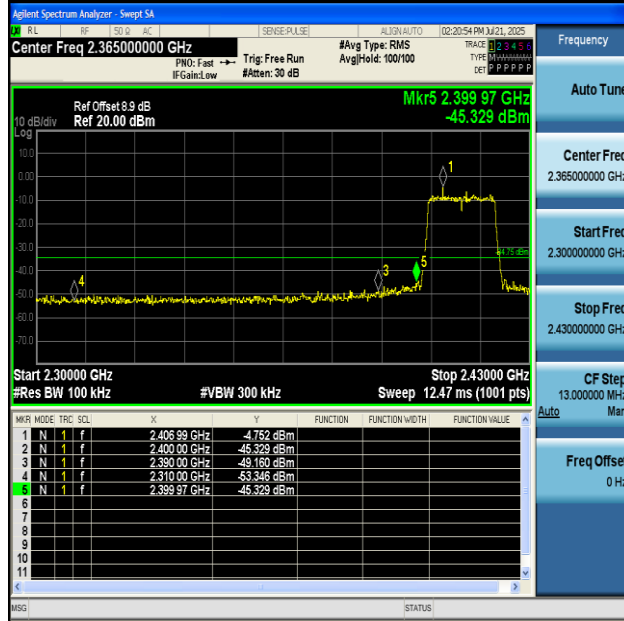 Agilent Spectrum Analyzer - Swept SA
RL RF 50 Ω AC SENSE:PULSE ALIGN AUTO 02:20:54 PM Jul 21, 2025
Center Freq 2.365000000 GHz
PNO: Fast
IFGain:Low
Trig: Free Run
#Atten: 30 dB
#Avg Type: RMS
Avg|Hold: 100/100
TRACE 1 2 3 4 5 6
TYPE
DET P P P P P P
Frequency
Auto Tune
Center Freq
2.365000000 GHz
Start Freq
2.300000000 GHz
Stop Freq
2.430000000 GHz
CF Step
13.000000 MHz
Auto Man
Freq Offset
0 Hz
Mkr5 2.399 97 GHz
-45.329 dBm
Ref Offset 8.9 dB
Ref 20.00 dBm
10 dB/div
Log
10.0
0.00
-10.0
-20.0
-30.0
-40.0
-50.0
-60.0
-70.0
1
3
4
5
Start 2.30000 GHz Stop 2.43000 GHz
#Res BW 100 kHz #VBW 300 kHz Sweep 12.47 ms (1001 pts)
MKR MODE TRC SCL X Y FUNCTION FUNCTION WIDTH FUNCTION VALUE
1 N 1 f 2.406 99 GHz -4.752 dBm
2 N 1 f 2.400 00 GHz -45.329 dBm
3 N 1 f 2.390 00 GHz -49.160 dBm
4 N 1 f 2.310 00 GHz -53.346 dBm
5 N 1 f 2.399 97 GHz -45.329 dBm
6
7
8
9
10
11
MSG STATUS